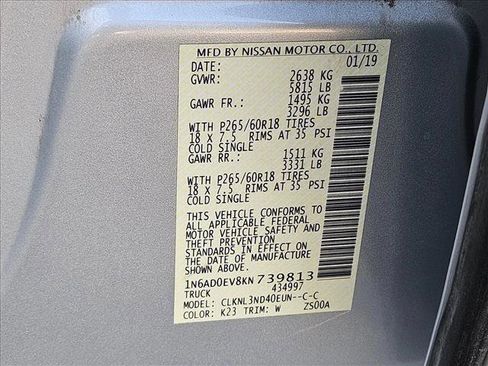 MFD BY NISSAN MOTOR CO., LTD.
DATE: 01/19
GVWR: 2638 KG
5815 LB
GAWR FR.: 1495 KG
3296 LB
WITH P265/60R18 TIRES
18 X 7.5 RIMS AT 35 PSI
COLD SINGLE
GAWR RR.: 1511 KG
3331 LB
WITH P265/60R18 TIRES
18 X 7.5 RIMS AT 35 PSI
COLD SINGLE
THIS VEHICLE CONFORMS TO
ALL APPLICABLE FEDERAL
MOTOR VEHICLE SAFETY AND
THEFT PREVENTION
STANDARDS IN EFFECT ON
THE DATE OF MANUFACTURE
SHOWN ABOVE.
1N6AD0EV8KN 739813
TRUCK 434997
MODEL: CLKNL3ND40EUN--C-C
COLOR: K23 TRIM: W ZS00A